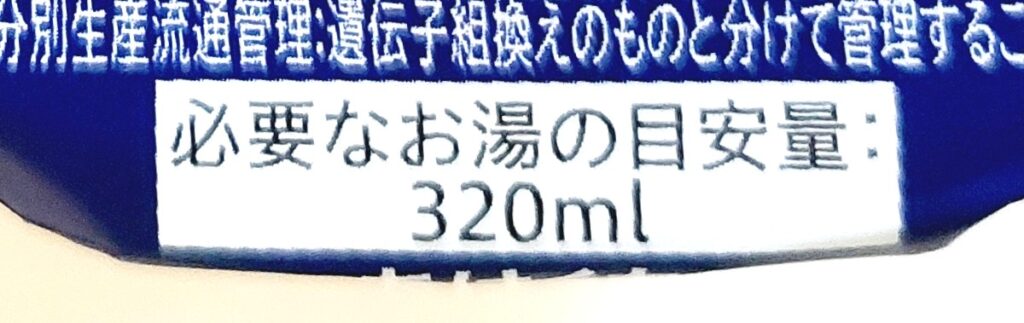 分別生産流通管理:遺伝子組換えのものと分けて管理するこ
必要なお湯の目安量:
320ml